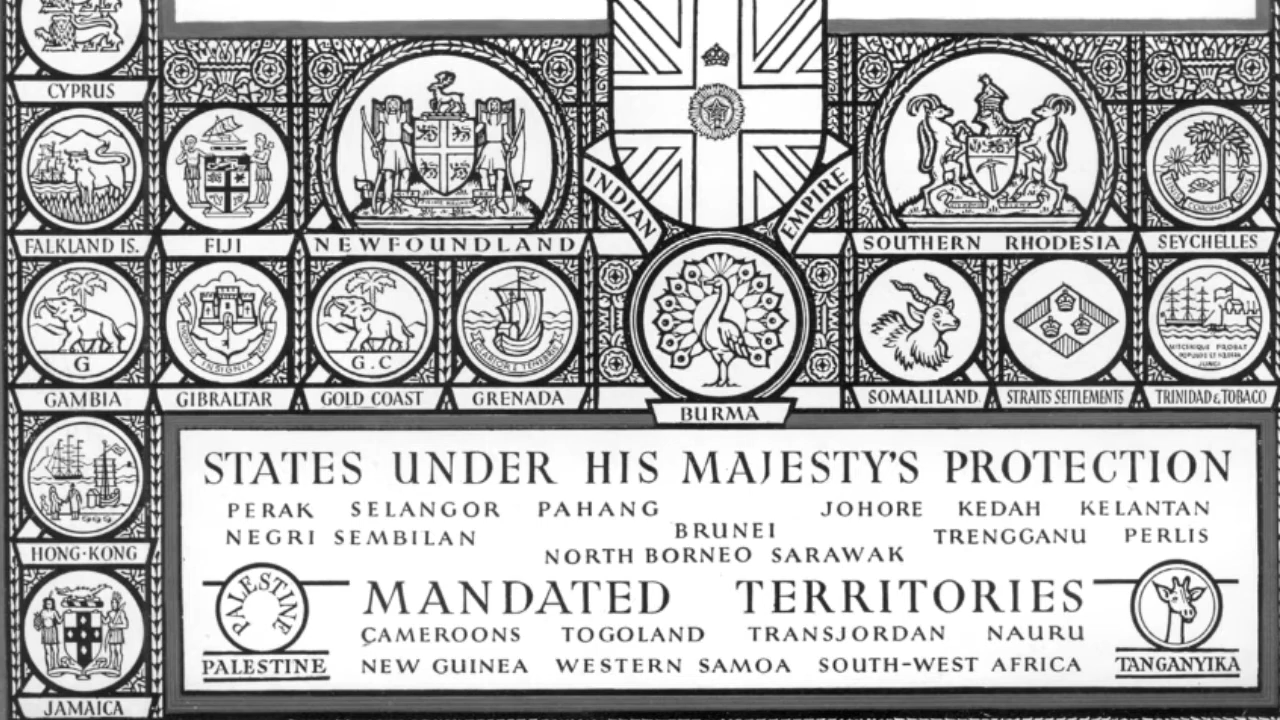 CYPRUS
FALKLAND IS.
FIJI
NEWFOUNDLAND
INDIAN EMPIRE
SOUTHERN RHODESIA
SEYCHELLES
G
INSIGNIA
G.C
GAMBIA
GIBRALTAR
GOLD COAST
GRENADA
BURMA
SOMALILAND
STRAITS SETTLEMENTS
TRINIDAD & TOBACO
STATES UNDER HIS MAJESTY'S PROTECTION
PERAK SELANGOR PAHANG JOHORE KEDAH KELANTAN
NEGRI SEMBILAN BRUNEI TRENGGANU PERLIS
NORTH BORNEO SARAWAK
HONG-KONG
PALESTINE
MANDATED TERRITORIES
CAMEROONS TOGOLAND TRANSJORDAN NAURU
PALESTINE NEW GUINEA WESTERN SAMOA SOUTH-WEST AFRICA TANGANYIKA
JAMAICA